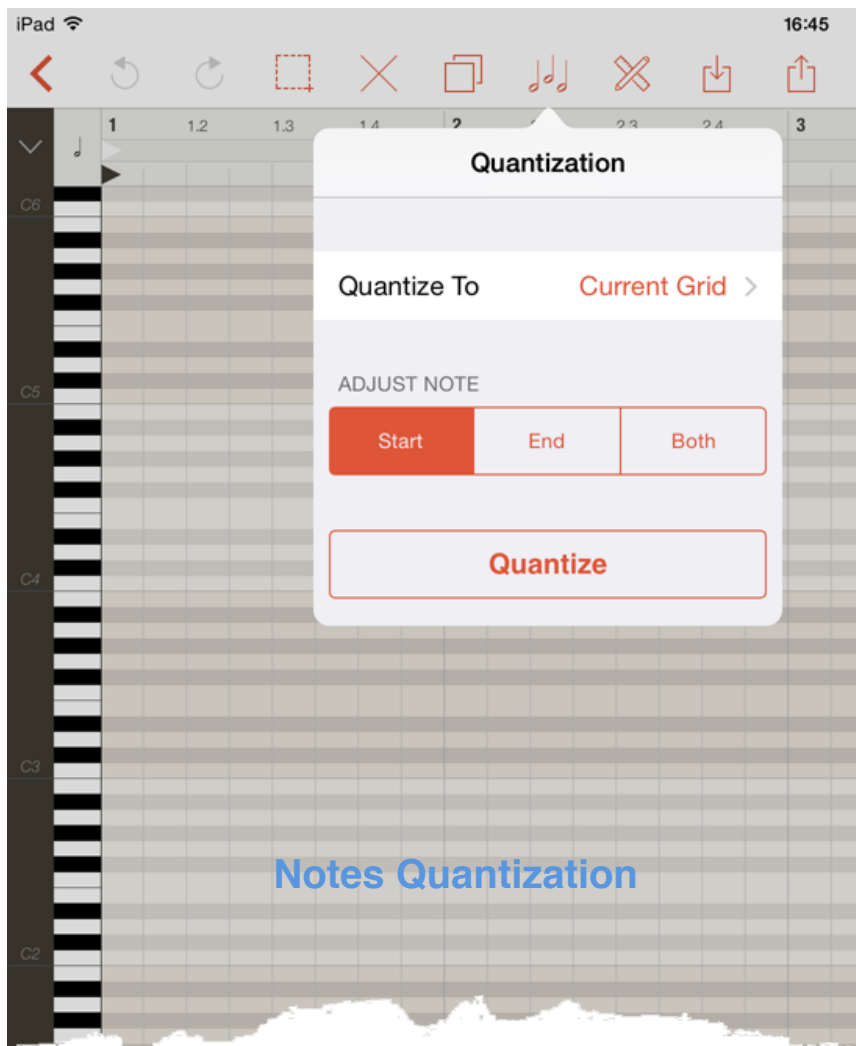 iPad 16:45
1 1.2 1.3 1.4 2 2.3 2.4 3
Quantization
C6
Quantize To Current Grid
ADJUST NOTE
C5
Start End Both
Quantize
C4
C3
Notes Quantization
C2